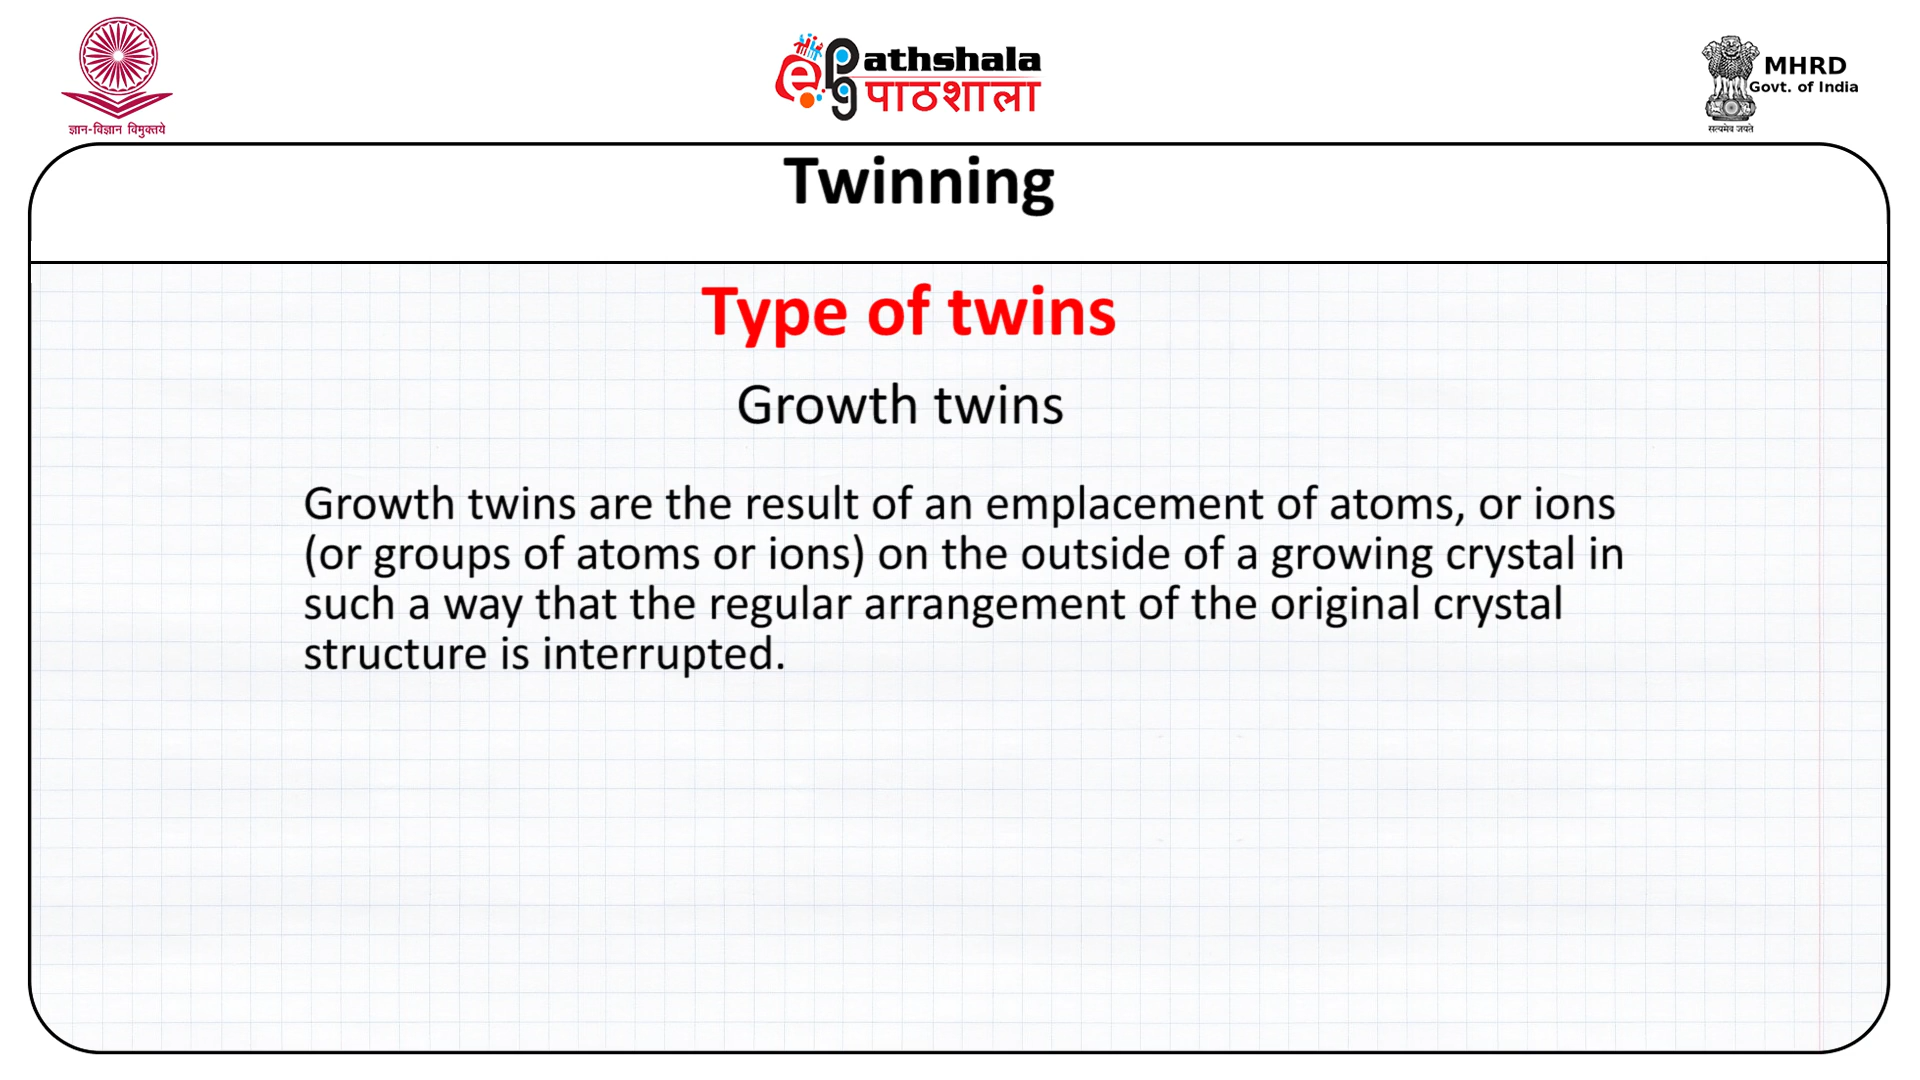 ज्ञान-विज्ञान विमुक्तये
ePathshala
पाठशाला
MHRD
Govt. of India
सत्यमेव जयते
Twinning
Type of twins
Growth twins
Growth twins are the result of an emplacement of atoms, or ions
(or groups of atoms or ions) on the outside of a growing crystal in
such a way that the regular arrangement of the original crystal
structure is interrupted.